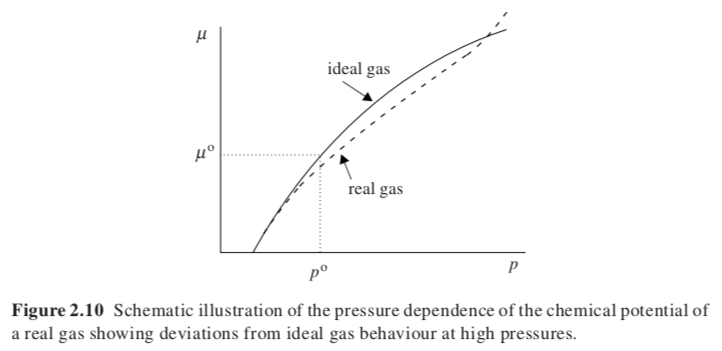 μ
ideal gas
μ°
real gas
p°
p
Figure 2.10 Schematic illustration of the pressure dependence of the chemical potential of
a real gas showing deviations from ideal gas behaviour at high pressures.